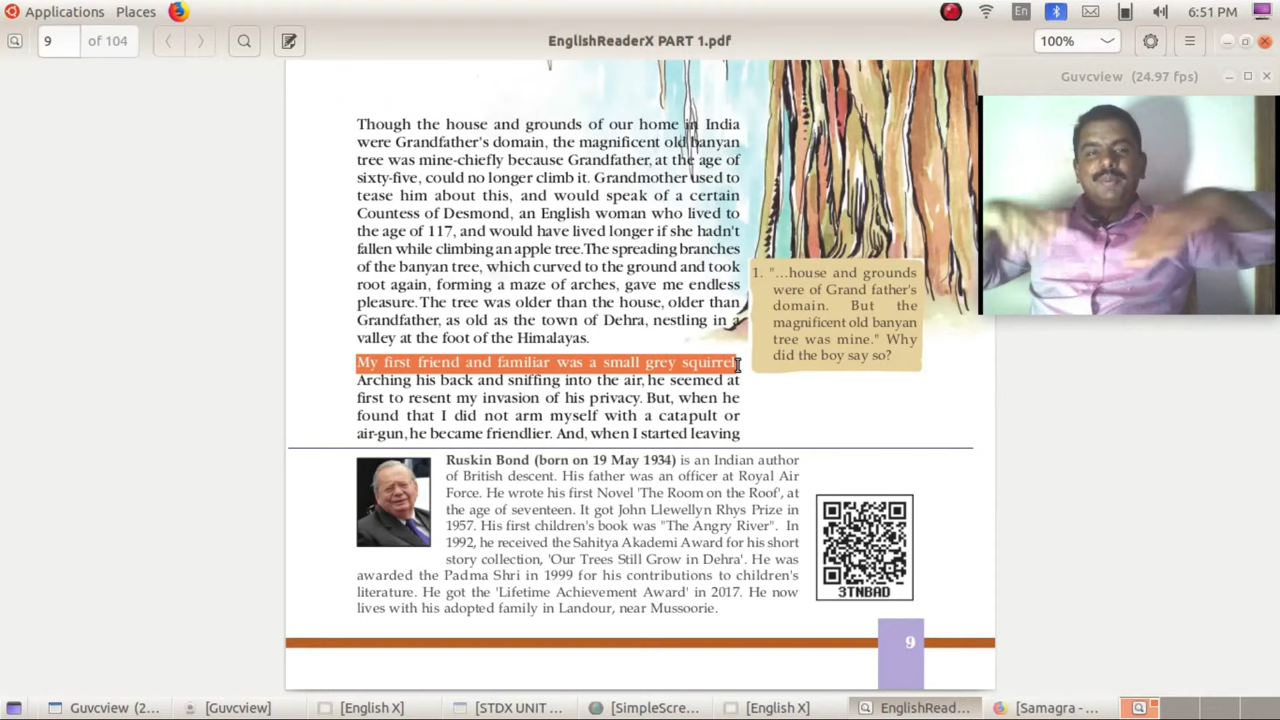 Applications Places En 6:51 PM
9 of 104 EnglishReaderX PART 1.pdf 100%
Guvcview (24.97 fps)
Though the house and grounds of our home in India
were Grandfather's domain, the magnificent old banyan
tree was mine-chiefly because Grandfather, at the age of
sixty-five, could no longer climb it. Grandmother used to
tease him about this, and would speak of a certain
Countess of Desmond, an English woman who lived to
the age of 117, and would have lived longer if she hadn't
fallen while climbing an apple tree. The spreading branches
of the banyan tree, which curved to the ground and took
root again, forming a maze of arches, gave me endless
pleasure. The tree was older than the house, older than
Grandfather, as old as the town of Dehra, nestling in a
valley at the foot of the Himalayas.
1. "...house and grounds
were of Grand father's
domain. But the
magnificent old banyan
tree was mine." Why
did the boy say so?
My first friend and familiar was a small grey squirrel.
Arching his back and sniffing into the air, he seemed at
first to resent my invasion of his privacy. But, when he
found that I did not arm myself with a catapult or
air-gun, he became friendlier. And, when I started leaving
Ruskin Bond (born on 19 May 1934) is an Indian author
of British descent. His father was an officer at Royal Air
Force. He wrote his first Novel 'The Room on the Roof', at
the age of seventeen. It got John Llewellyn Rhys Prize in
1957. His first children's book was "The Angry River". In
1992, he received the Sahitya Akademi Award for his short
story collection, 'Our Trees Still Grow in Dehra'. He was
awarded the Padma Shri in 1999 for his contributions to children's
literature. He got the 'Lifetime Achievement Award' in 2017. He now
lives with his adopted family in Landour, near Mussoorie.
3TNBAD
9
Guvcview (2... [Guvcview] [English X] [STDX UNIT ... [SimpleScre... [English X] EnglishRead... [Samagra - ...